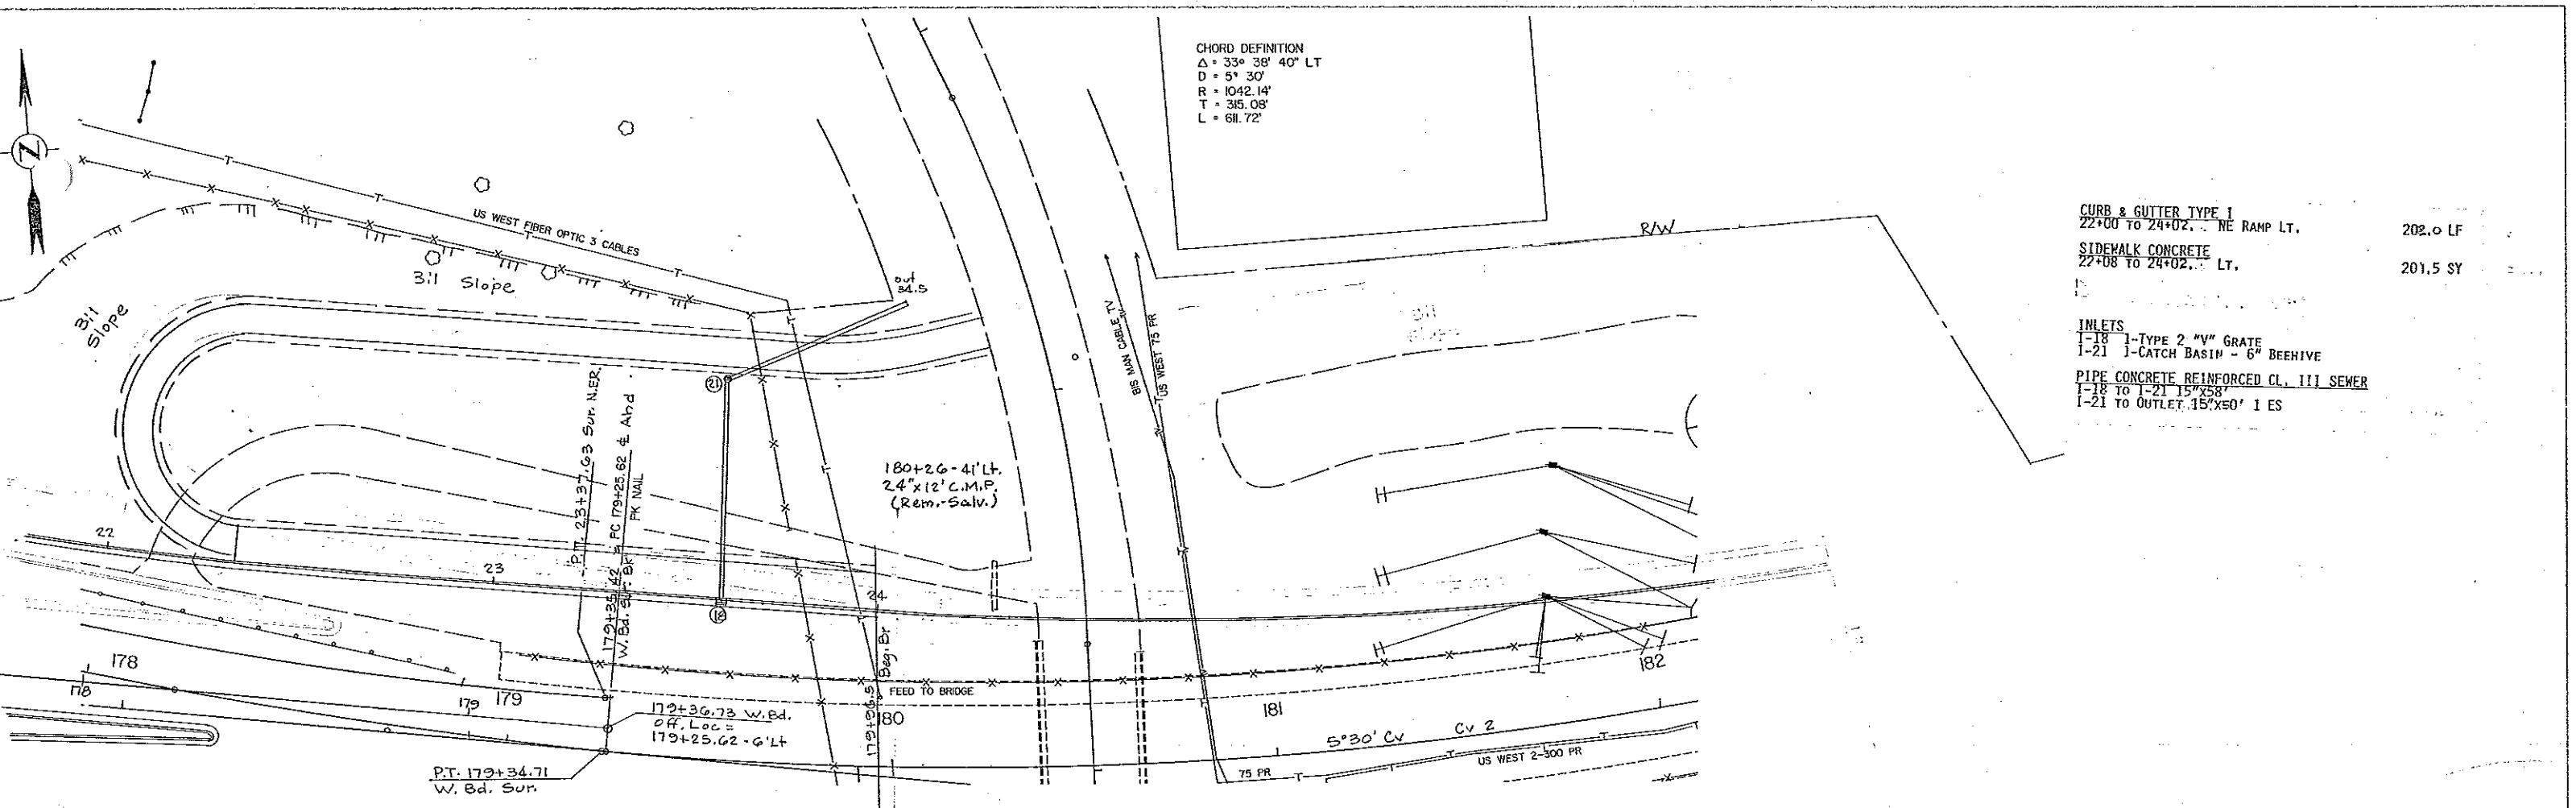 CHORD DEFINITION
Δ = 33° 38' 40" LT
D = 5° 30'
R = 1042.14'
T = 315.08'
L = 611.72'
Z
US WEST FIBER OPTIC 3 CABLES
3:1 Slope
3:1
Slope
out
34.5
R/W
BIS MAN CABLE TV
US WEST 75 PR
CURB & GUTTER TYPE I
22+00 TO 24+02. NE RAMP LT. 202.0 LF
SIDEWALK CONCRETE
22+08 TO 24+02. LT. 201.5 SY
INLETS
I-18 1-TYPE 2 "V" GRATE
I-21 1-CATCH BASIN - 6" BEEHIVE
PIPE CONCRETE REINFORCED CL. III SEWER
I-18 TO I-21 15"X58'
I-21 TO OUTLET 15"X50' 1 ES
21
P.T. 23+37.63 Sur. N.E.R.
179+35.42 = PC 179+25.62 ℄ Ahd
W. Bd. Sur. Bk PK NAIL
180+26-41' Lt.
24"x12' C.M.P.
(Rem.-Salv.)
22
23
24
18
178
178
179
179
180
181
182
179+96.5 Beg. Br
FEED TO BRIDGE
179+36.73 W. Bd.
Off. Loc =
179+25.62-6' Lt
P.T. 179+34.71
W. Bd. Sur.
5°30' Cv
Cv 2
US WEST 2-300 PR
75 PR